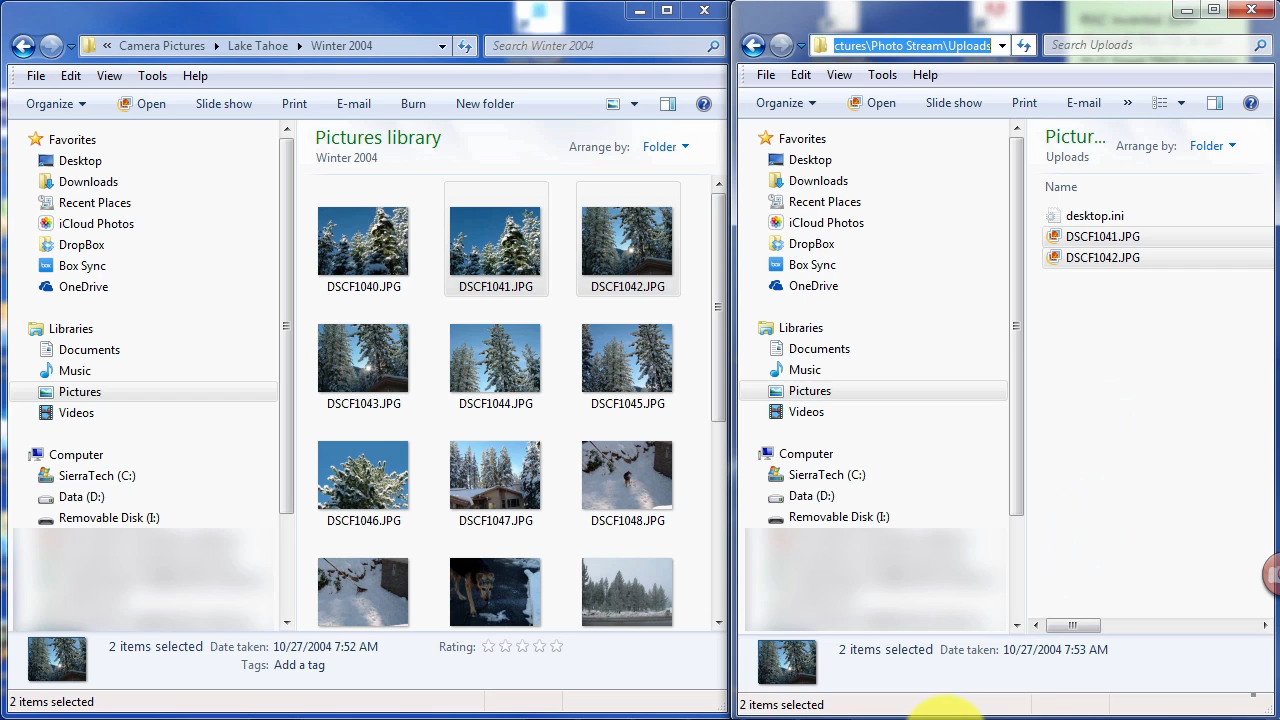 Camera Pictures Lake Tahoe Winter 2004
Search Winter 2004
File Edit View Tools Help
Organize Open Slide show Print E-mail Burn New folder
Favorites
Desktop
Downloads
Recent Places
iCloud Photos
DropBox
Box Sync
OneDrive
Libraries
Documents
Music
Pictures
Videos
Computer
SierraTech (C:)
Data (D:)
Removable Disk (I:)
Pictures library
Winter 2004
Arrange by: Folder
DSCF1040.JPG DSCF1041.JPG DSCF1042.JPG
DSCF1043.JPG DSCF1044.JPG DSCF1045.JPG
DSCF1046.JPG DSCF1047.JPG DSCF1048.JPG
2 items selected Date taken: 10/27/2004 7:52 AM Rating:
Tags: Add a tag
2 items selected
ctures\Photo Stream\Uploads
Search Uploads
File Edit View Tools Help
Organize Open Slide show Print E-mail »
Favorites
Desktop
Downloads
Recent Places
iCloud Photos
DropBox
Box Sync
OneDrive
Libraries
Documents
Music
Pictures
Videos
Computer
SierraTech (C:)
Data (D:)
Removable Disk (I:)
Pictur... Arrange by: Folder
Uploads
Name
desktop.ini
DSCF1041.JPG
DSCF1042.JPG
2 items selected Date taken: 10/27/2004 7:53 AM
2 items selected